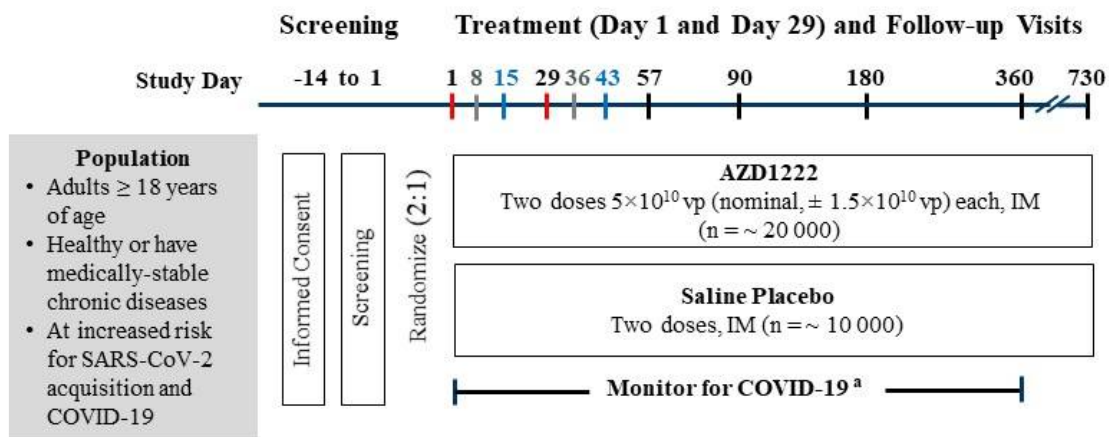 Screening
Treatment (Day 1 and Day 29) and Follow-up Visits
Study Day
-14 to 1
1 8 15 29 36 43 57 90 180 360 730
Population
• Adults ≥ 18 years
of age
• Healthy or have
medically-stable
chronic diseases
• At increased risk
for SARS-CoV-2
acquisition and
COVID-19
Informed Consent
Screening
Randomize (2:1)
AZD1222
Two doses 5×10¹⁰ vp (nominal, ± 1.5×10¹⁰ vp) each, IM
(n = ~ 20 000)
Saline Placebo
Two doses, IM (n = ~ 10 000)
Monitor for COVID-19 ᵃ